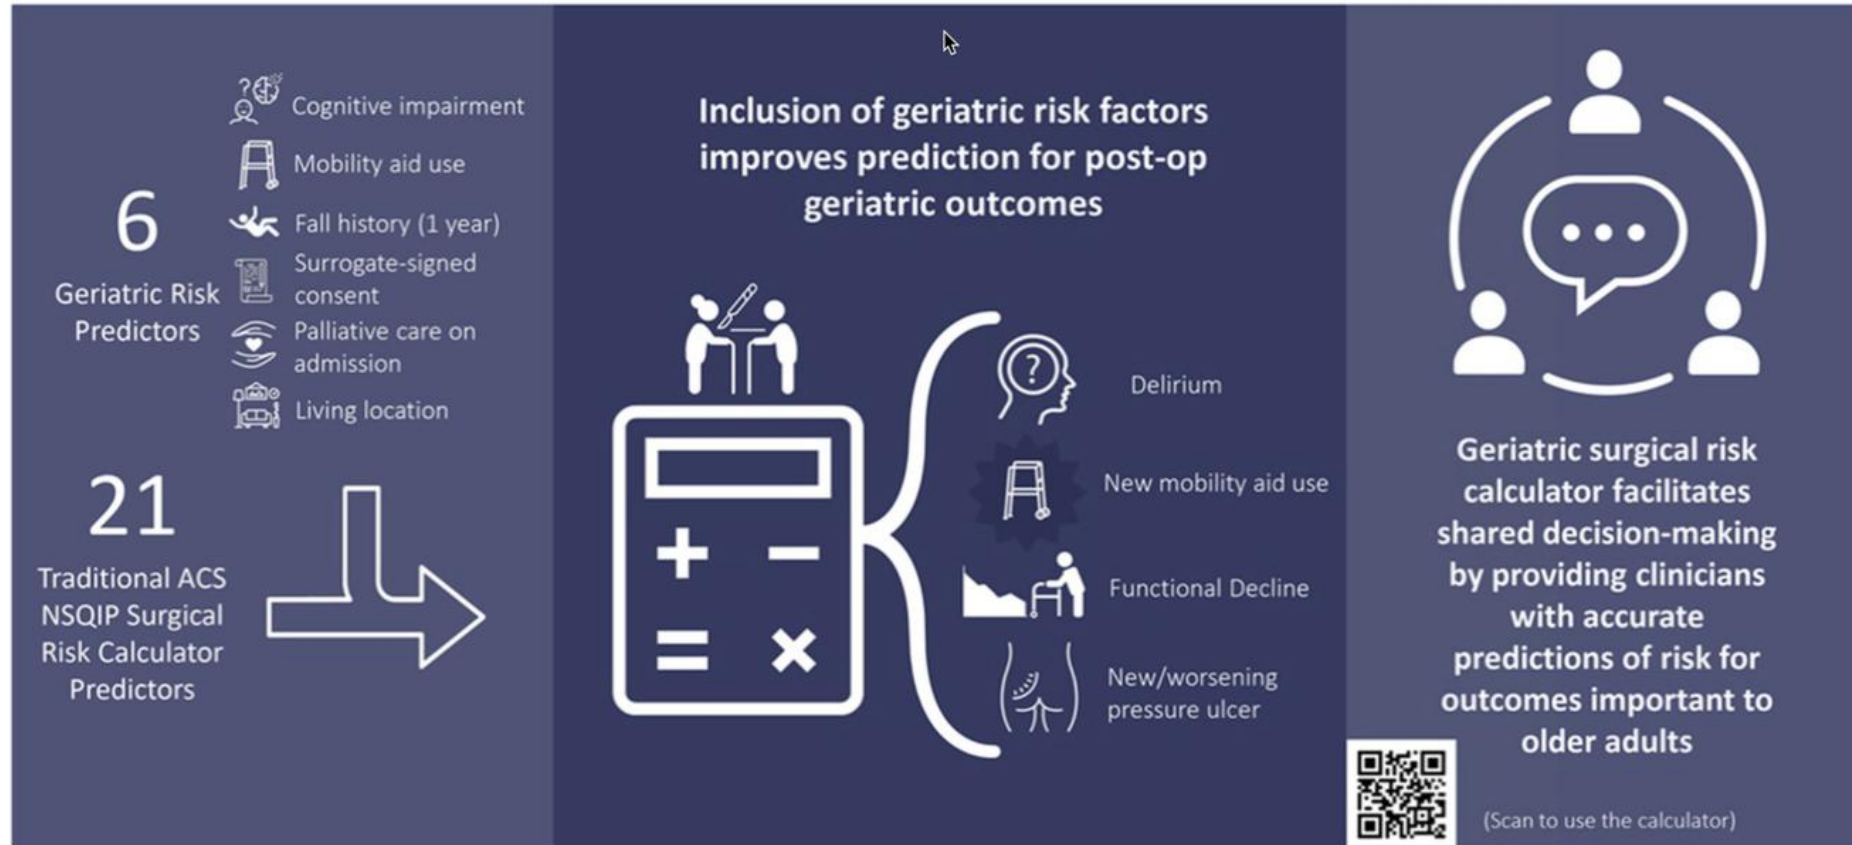 6
Geriatric Risk
Predictors
Cognitive impairment
Mobility aid use
Fall history (1 year)
Surrogate-signed
consent
Palliative care on
admission
Living location
21
Traditional ACS
NSQIP Surgical
Risk Calculator
Predictors
Inclusion of geriatric risk factors
improves prediction for post-op
geriatric outcomes
Delirium
New mobility aid use
Functional Decline
New/worsening
pressure ulcer
Geriatric surgical risk
calculator facilitates
shared decision-making
by providing clinicians
with accurate
predictions of risk for
outcomes important to
older adults
(Scan to use the calculator)